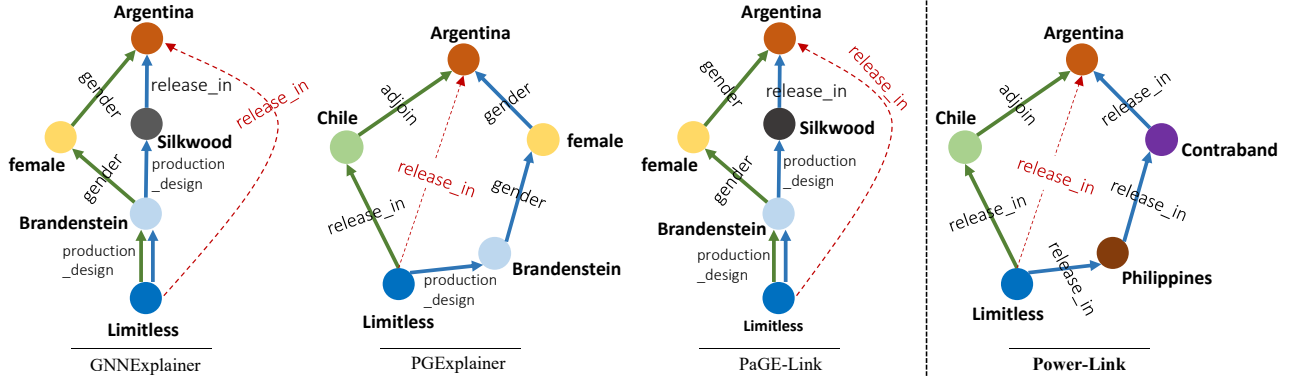 Argentina
gender
release_in
release_in
Silkwood
female
production
_design
gender
Brandenstein
production
_design
Limitless
GNNExplainer
Argentina
adjoin
gender
Chile
female
release_in
gender
release_in
Brandenstein
production
_design
Limitless
PGExplainer
Argentina
release_in
gender
release_in
Silkwood
female
production
_design
gender
Brandenstein
production
_design
Limitless
PaGE-Link
Argentina
release_in
adjoin
Chile
Contraband
release_in
release_in
release_in
Philippines
release_in
Limitless
Power-Link